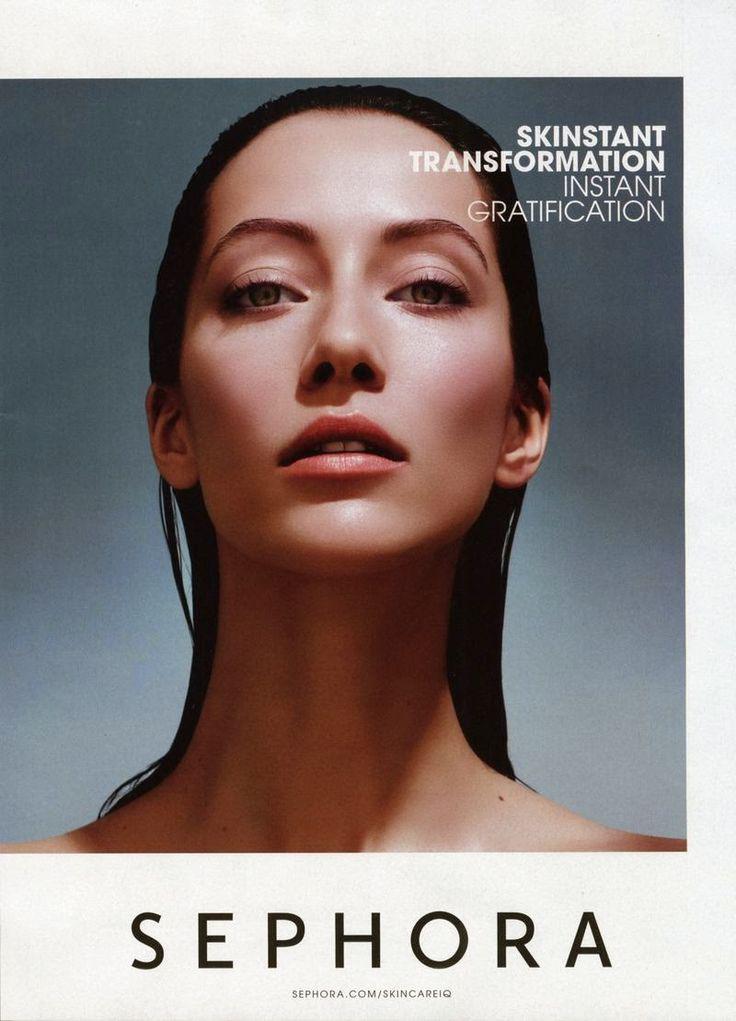 SKINSTANT
TRANSFORMATION
INSTANT
GRATIFICATION
SEPHORA
SEPHORA.COM/SKINCAREIQ